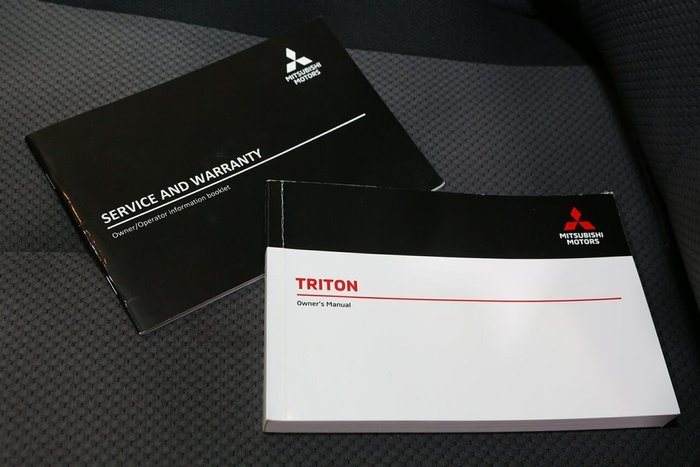 MITSUBISHI
MOTORS
SERVICE AND WARRANTY
Owner/Operator information booklet
MITSUBISHI
MOTORS
TRITON
Owner's Manual